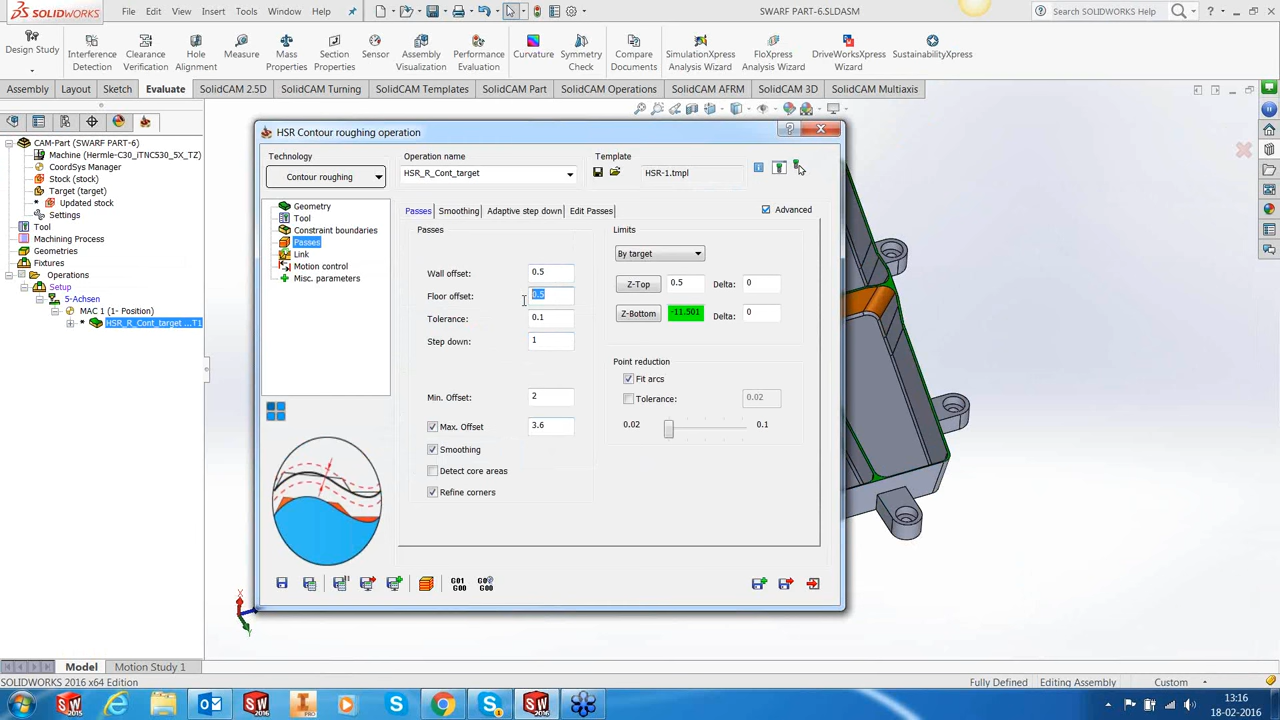 SOLIDWORKS
File
Edit
View
Insert
Tools
Window
Help
SWARF PART-6.SLDASM
Search SOLIDWORKS Help
Design Study
Interference Detection
Clearance Verification
Hole Alignment
Measure
Mass Properties
Section Properties
Sensor
Assembly Visualization
Performance Evaluation
Curvature
Symmetry Check
Compare Documents
SimulationXpress Analysis Wizard
FloXpress Analysis Wizard
DriveWorksXpress Wizard
SustainabilityXpress
Assembly
Layout
Sketch
Evaluate
SolidCAM 2.5D
SolidCAM Turning
SolidCAM Templates
SolidCAM Part
SolidCAM Operations
SolidCAM AFRM
SolidCAM 3D
SolidCAM Multiaxis
CAM-Part (SWARF PART-6)
Machine (Hermle-C30_iTNC530_5X_TZ)
CoordSys Manager
Stock (stock)
Target (target)
* Updated stock
Settings
Tool
Machining Process
Geometries
Fixtures
Operations
Setup
5-Achsen
MAC 1 (1- Position)
* HSR_R_Cont_target ...T1
HSR Contour roughing operation
Technology
Contour roughing
Operation name
HSR_R_Cont_target
Template
HSR-1.tmpl
Geometry
Tool
Constraint boundaries
Passes
Link
Motion control
Misc. parameters
Passes
Smoothing
Adaptive step down
Edit Passes
Advanced
Passes
Wall offset: 0.5
Floor offset: 0.5
Tolerance: 0.1
Step down: 1
Min. Offset: 2
Max. Offset 3.6
Smoothing
Detect core areas
Refine corners
Limits
By target
Z-Top 0.5 Delta: 0
Z-Bottom -11.501 Delta: 0
Point reduction
Fit arcs
Tolerance: 0.02
0.02 0.1
G01 G00
G0 G00
X
Y
Model
Motion Study 1
SOLIDWORKS 2016 x64 Edition
Fully Defined
Editing Assembly
Custom
13:16
18-02-2016